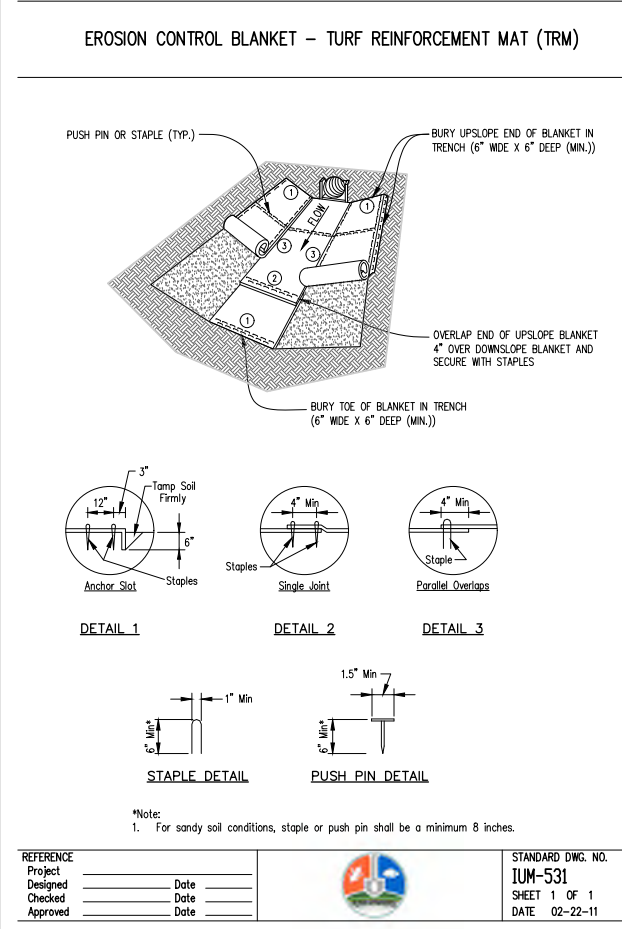 EROSION CONTROL BLANKET – TURF REINFORCEMENT MAT (TRM)
PUSH PIN OR STAPLE (TYP.)
BURY UPSLOPE END OF BLANKET IN
TRENCH (6" WIDE X 6" DEEP (MIN.))
1
1
FLOW
3
3
2
1
OVERLAP END OF UPSLOPE BLANKET
4" OVER DOWNSLOPE BLANKET AND
SECURE WITH STAPLES
BURY TOE OF BLANKET IN TRENCH
(6" WIDE X 6" DEEP (MIN.))
3"
12"
Tamp Soil
Firmly
6"
Staples
Anchor Slot
DETAIL 1
4" Min
Staples
Single Joint
DETAIL 2
4" Min
Staple
Parallel Overlaps
DETAIL 3
1" Min
6" Min*
STAPLE DETAIL
1.5" Min
6" Min*
PUSH PIN DETAIL
*Note:
1. For sandy soil conditions, staple or push pin shall be a minimum 8 inches.
REFERENCE
Project
Designed Date
Checked Date
Approved Date
STANDARD DWG. NO.
IUM-531
SHEET 1 OF 1
DATE 02-22-11